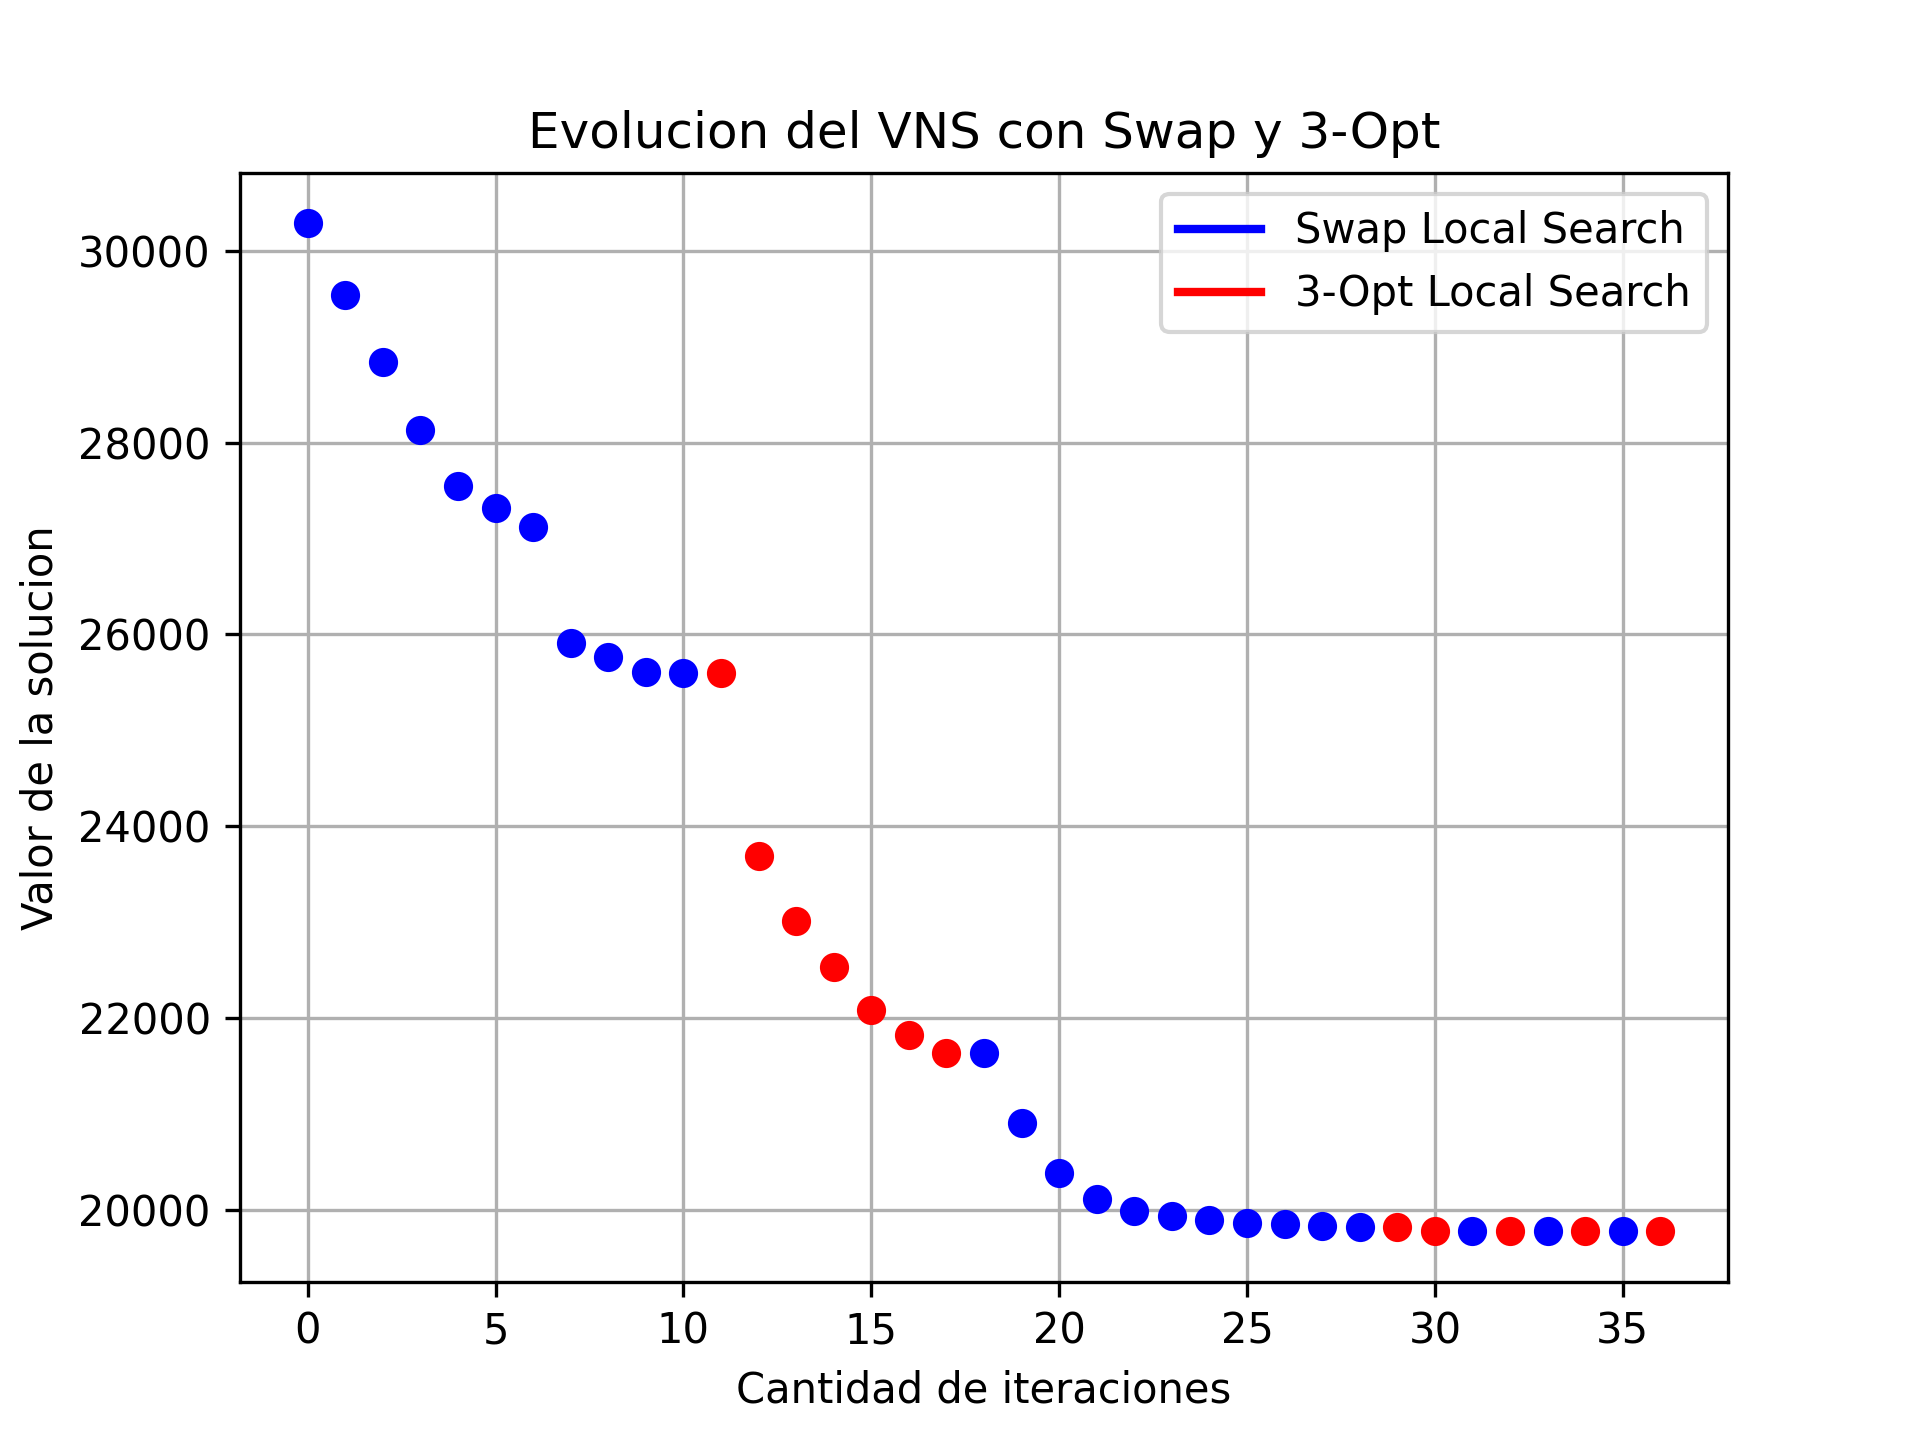 Evolucion del VNS con Swap y 3-Opt
Swap Local Search
3-Opt Local Search
Valor de la solucion
30000
28000
26000
24000
22000
20000
0 5 10 15 20 25 30 35
Cantidad de iteraciones